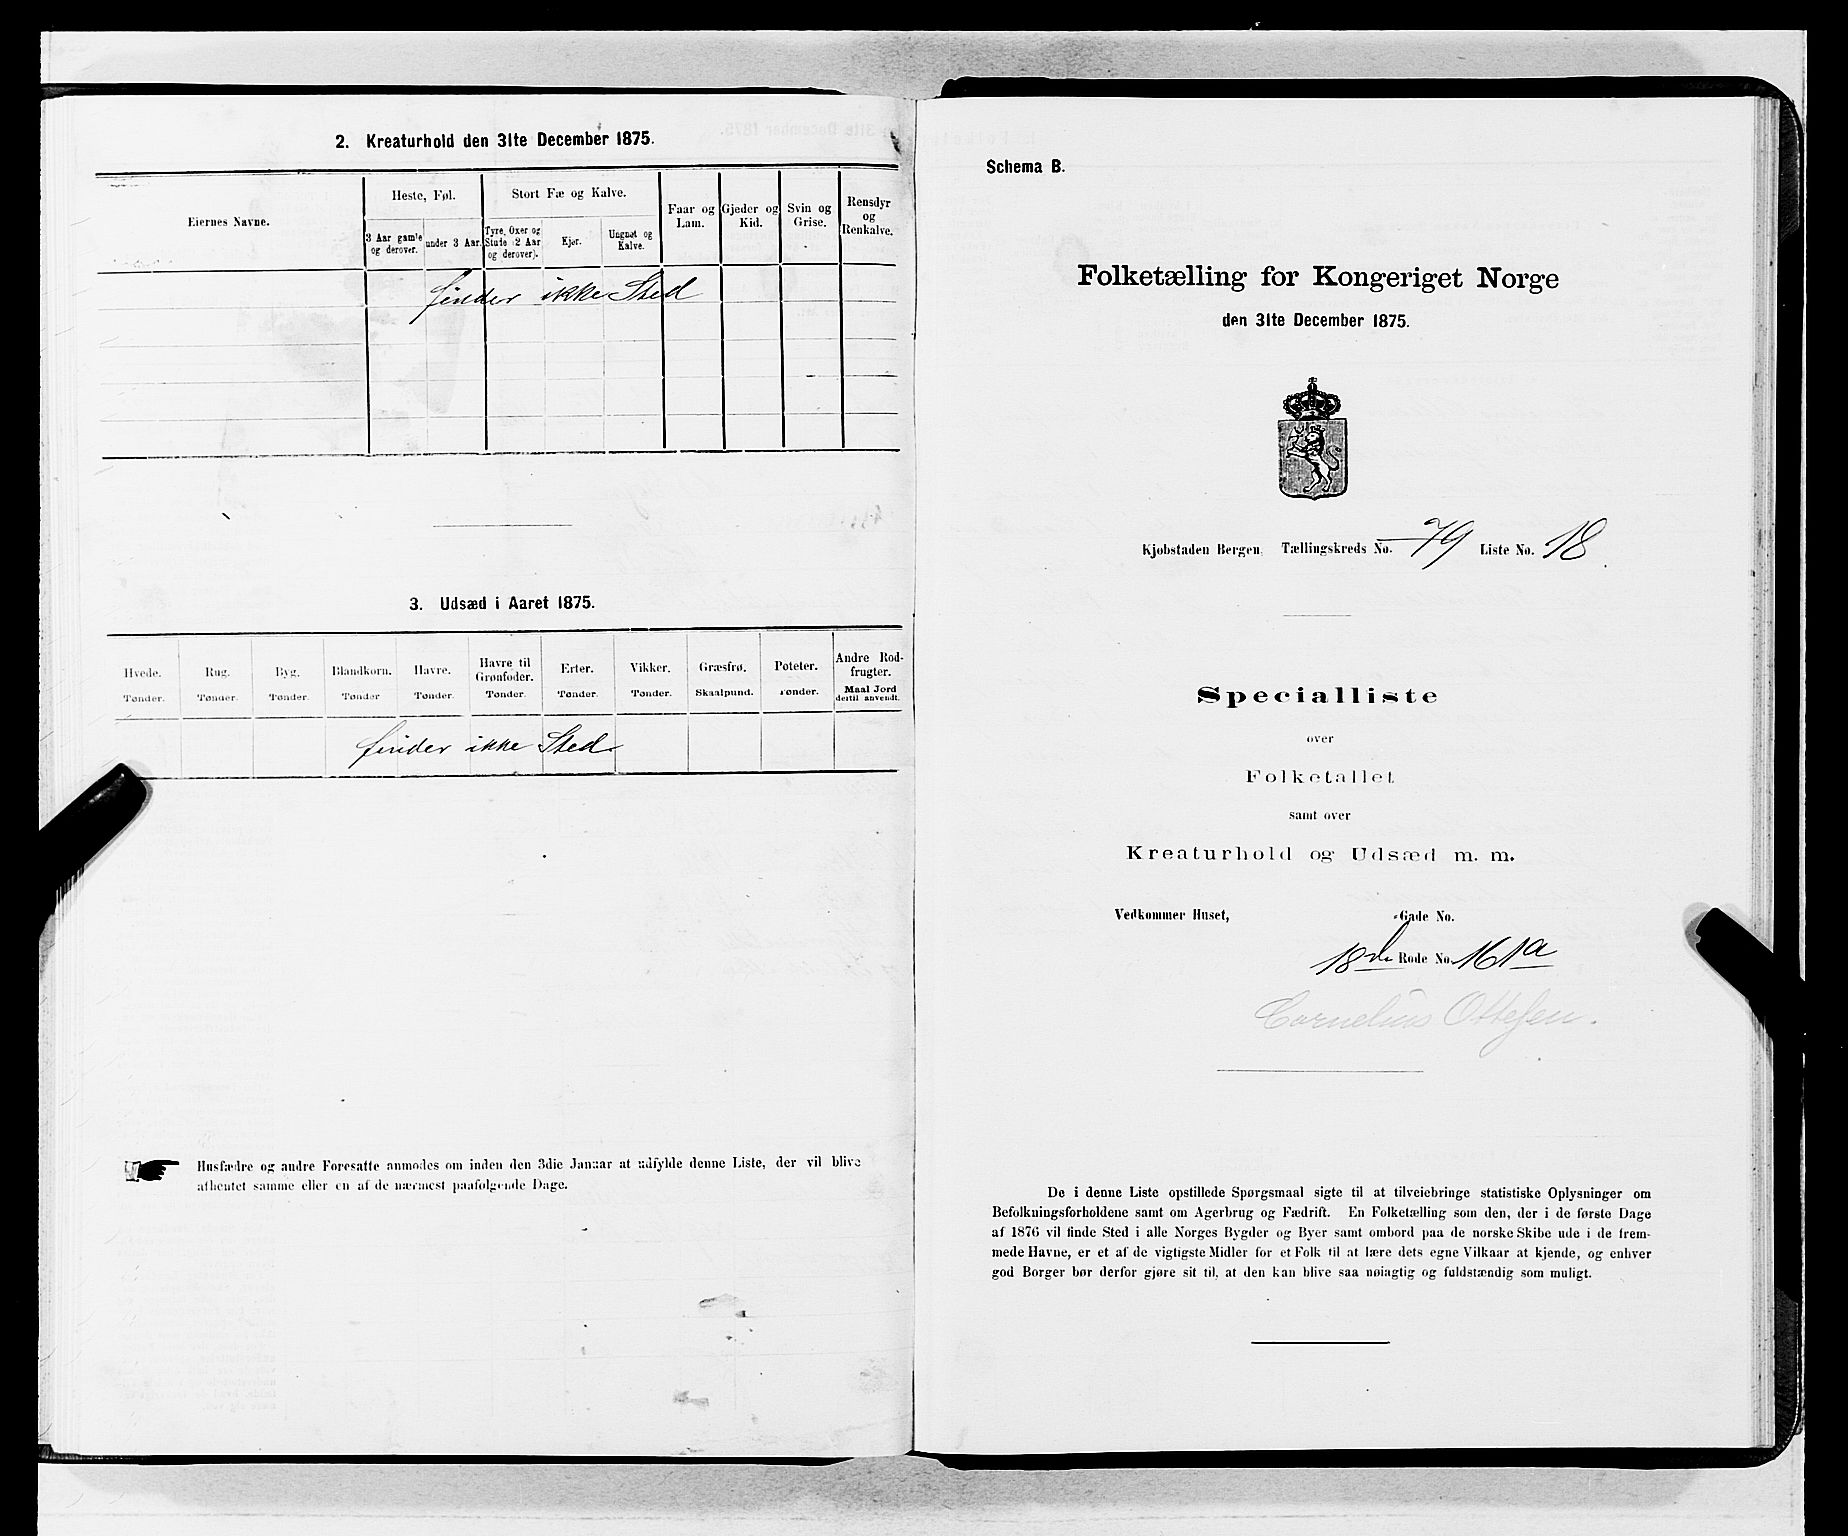 2. Kreaturhold den 31te December 1875.
Eiernes Navne.
Heste, Føl.
3 Aar gamle og derover.
under 3 Aar.
Stort Fæ og Kalve.
Tyre, Oxer og Stude (2 Aar og derover).
Kjør.
Ungnøt og Kalve.
Faar og Lam.
Gjeder og Kid.
Svin og Grise.
Rensdyr og Renkalve.
finder ikke Sted
3. Udsæd i Aaret 1875.
Hvede. Tønder.
Rug. Tønder.
Byg. Tønder.
Blandkorn. Tønder
Havre. Tønder.
Havre til Grønfoder. Tønder.
Erter. Tønder.
Vikker. Tønder.
Græsfrø. Skaalpund.
Poteter. Tønder.
Andre Rodfrugter. Maal Jord dertil anvendt.
finder ikke Sted
Husfædre og andre Foresatte anmodes om inden den 3die Januar at udfylde denne Liste, der vil blive
afhentet samme eller en af de nærmest paafølgende Dage.
Schema B.
Folketælling for Kongeriget Norge
den 31te December 1875.
Kjøbstaden Bergen, Tællingskreds No. 79 Liste No. 18
Specialliste
over
Folketallet
samt over
Kreaturhold og Udsæd m. m.
Vedkommer Huset, Gade No.
18de Rode No. 161a
Cornelius Ottesen.
De i denne Liste opstillede Spørgsmaal sigte til at tilveiebringe statistiske Oplysninger om
Befolkningsforholdene samt om Agerbrug og Fædrift. En Folketælling som den, der i de første Dage
af 1876 vil finde Sted i alle Norges Bygder og Byer samt ombord paa de norske Skibe ude i de frem-
mede Havne, er et af de vigtigste Midler for et Folk til at lære dets egne Vilkaar at kjende, og enhver
god Borger bør derfor gjøre sit til, at den kan blive saa nøiagtig og fuldstændig som muligt.